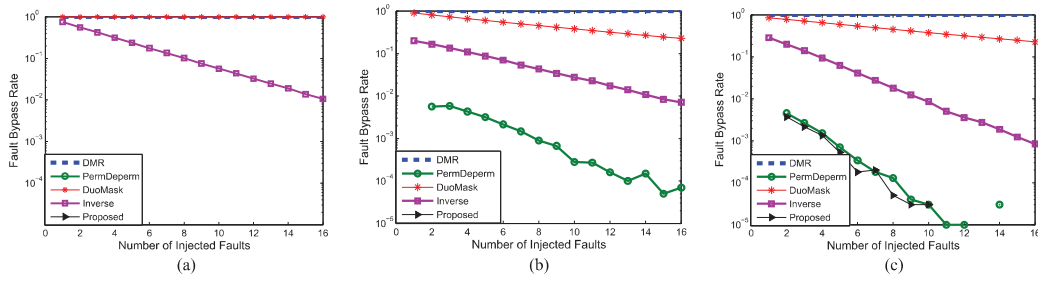 10^0
10^-1
10^-2
10^-3
10^-4
Fault Bypass Rate
DMR
PermDeperm
DuoMask
Inverse
Proposed
0 2 4 6 8 10 12 14 16
Number of Injected Faults
(a)
10^0
10^-1
10^-2
10^-3
10^-4
10^-5
Fault Bypass Rate
DMR
PermDeperm
DuoMask
Inverse
Proposed
0 2 4 6 8 10 12 14 16
Number of Injected Faults
(b)
10^0
10^-1
10^-2
10^-3
10^-4
10^-5
Fault Bypass Rate
DMR
PermDeperm
DuoMask
Inverse
Proposed
0 2 4 6 8 10 12 14 16
Number of Injected Faults
(c)